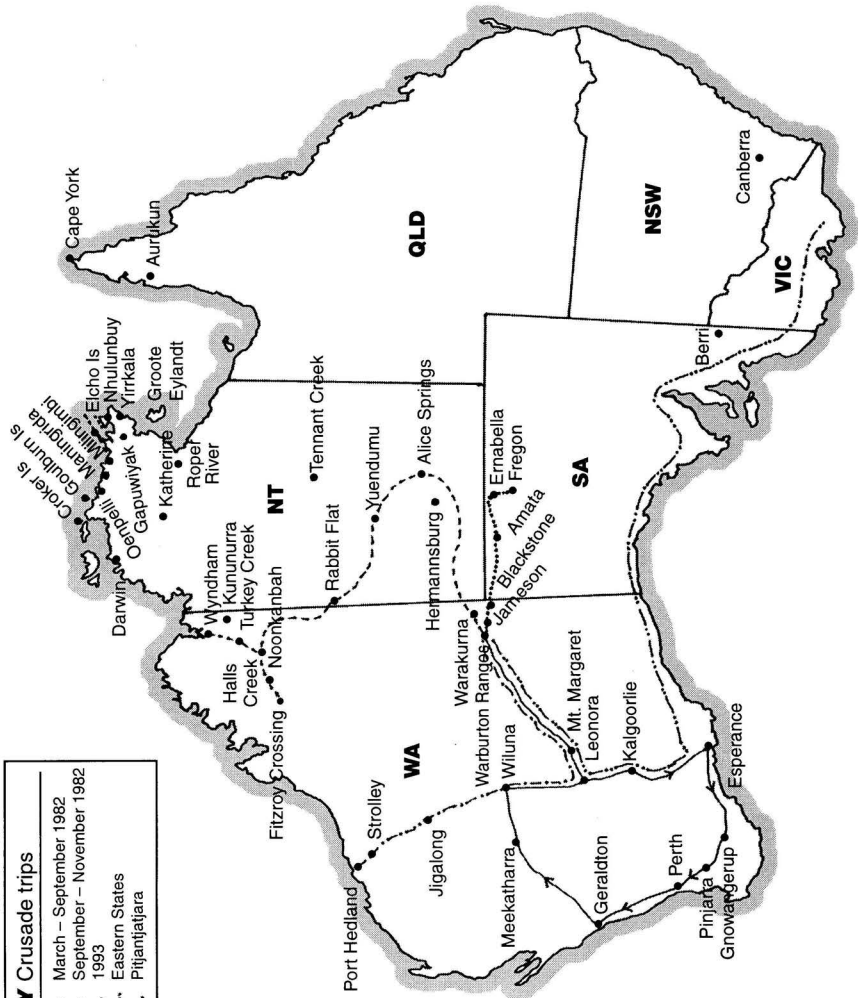 Y Crusade trips
March – September 1982
September – November 1982
1993
Eastern States
Pitjantjatjara
Cape York
Aurukun
Croker Is
Goulburn Is
Maningrida
Milingimbi
Elcho Is
Nhulunbuy
Yirrkala
Groote
Eylandt
Oenpelli
Gapuwiyak
Katherine
Roper
River
Darwin
Wyndham
Kununurra
Turkey Creek
Halls
Creek
Noonkanbah
Fitzroy Crossing
NT
QLD
Tennant Creek
Rabbit Flat
Yuendumu
Alice Springs
Hermannsburg
Port Hedland
Strolley
Jigalong
WA
Warakurna
Warburton Ranges
Wiluna
Ernabella
Fregon
Amata
Blackstone
Jameson
SA
Meekatharra
Geraldton
Mt. Margaret
Leonora
Kalgoorlie
Perth
Pinjarra
Gnowangerup
Esperance
Berri
NSW
Canberra
VIC